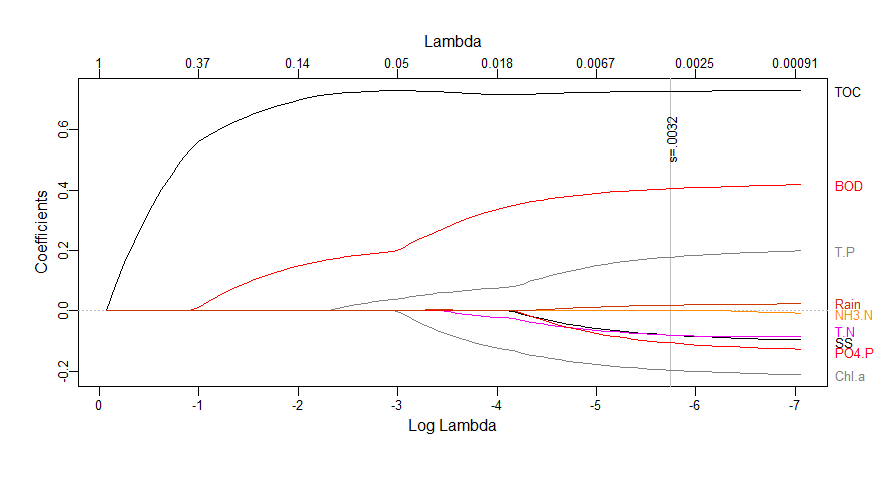 Lambda
1 0.37 0.14 0.05 0.018 0.0067 0.0025 0.00091
TOC
s=.0032
0.6
BOD
0.4
Coefficients
T.P
0.2
Rain
0.0
NH3.N
T.N
SS
PO4.P
-0.2
Chl.a
0 -1 -2 -3 -4 -5 -6 -7
Log Lambda